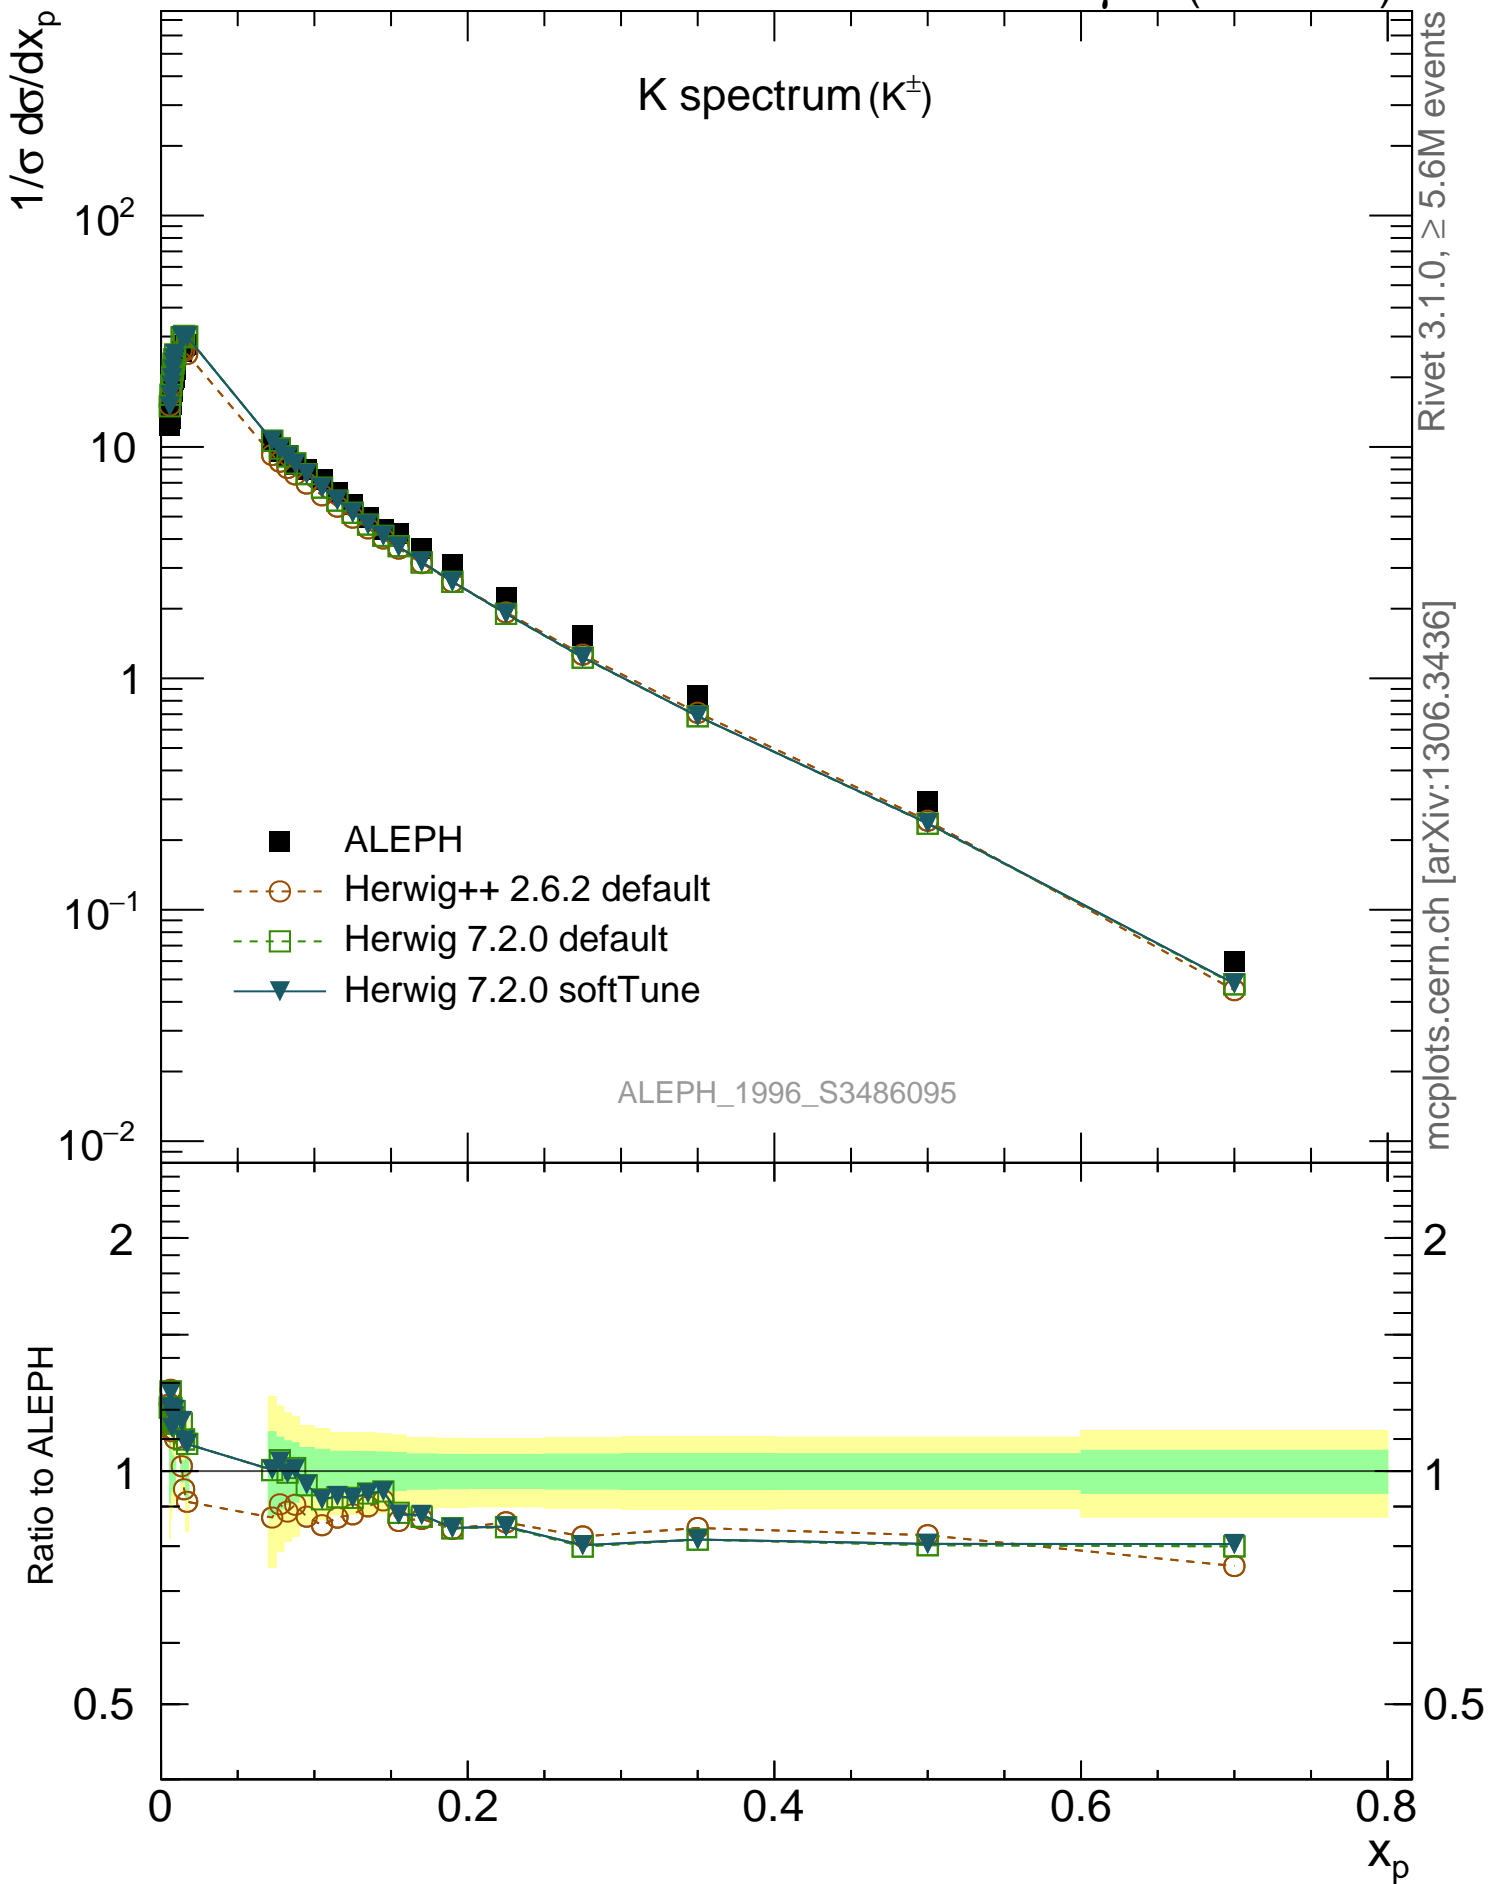 K spectrum (K±)
1/σ dσ/dx_p
10²
10
1
10⁻¹
10⁻²
ALEPH
Herwig++ 2.6.2 default
Herwig 7.2.0 default
Herwig 7.2.0 softTune
ALEPH_1996_S3486095
Rivet 3.1.0, ≥ 5.6M events
mcplots.cern.ch [arXiv:1306.3436]
Ratio to ALEPH
2
1
0.5
2
1
0.5
0 0.2 0.4 0.6 0.8
x_p